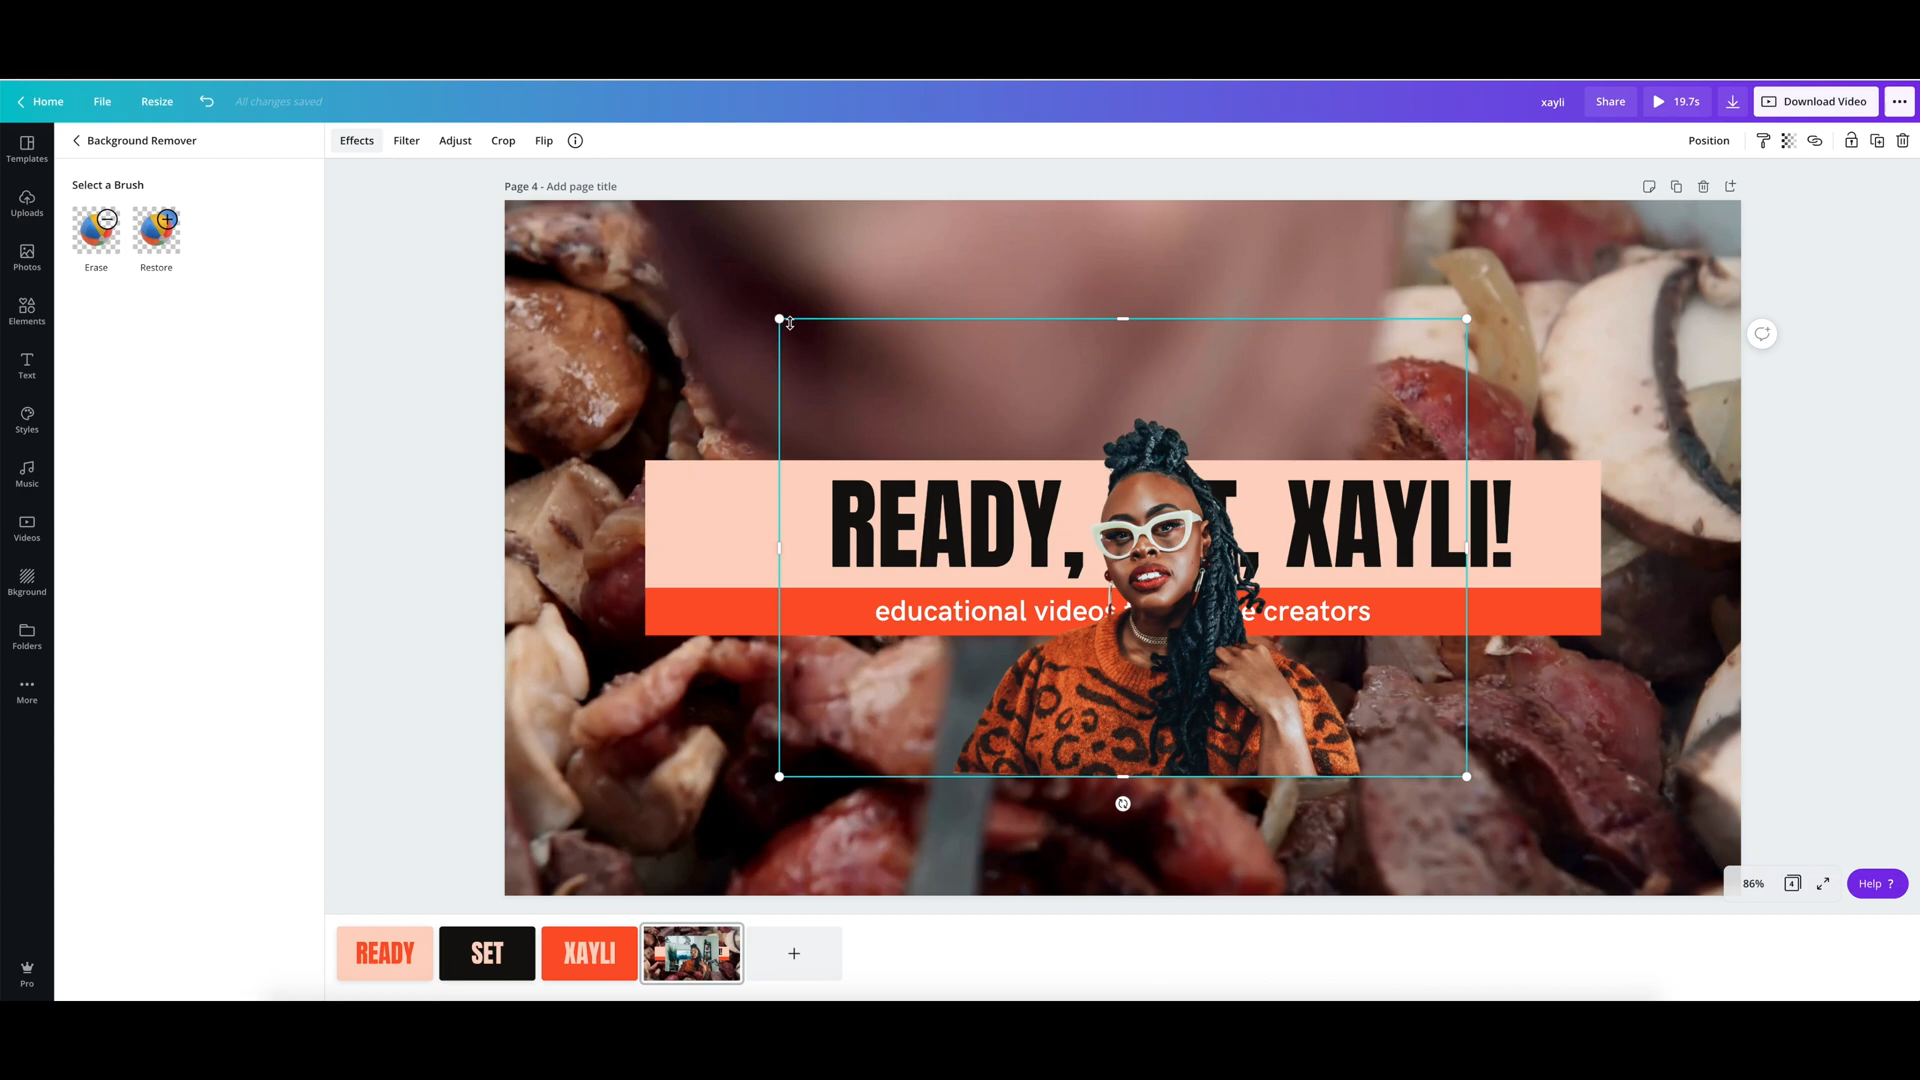 Home File Resize All changes saved xayli Share 19.7s Download Video
Background Remover
Effects Filter Adjust Crop Flip Position
Templates
Uploads
Photos
Elements
Text
Styles
Music
Videos
Bkground
Folders
More
Pro
Select a Brush
Erase Restore
Page 4 - Add page title
READY, T, XAYLI!
educational videos e creators
86% 4 Help ?
READY SET XAYLI